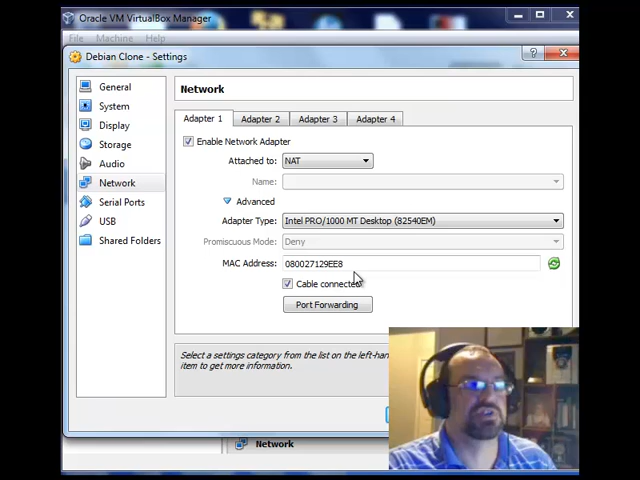 Oracle VM VirtualBox Manager
File Machine Help
Debian Clone - Settings
General
System
Display
Storage
Audio
Network
Serial Ports
USB
Shared Folders
Network
Adapter 1 Adapter 2 Adapter 3 Adapter 4
Enable Network Adapter
Attached to: NAT
Name:
Advanced
Adapter Type: Intel PRO/1000 MT Desktop (82540EM)
Promiscuous Mode: Deny
MAC Address: 080027129EE8
Cable connected
Port Forwarding
Select a settings category from the list on the left-han
item to get more information.
Network